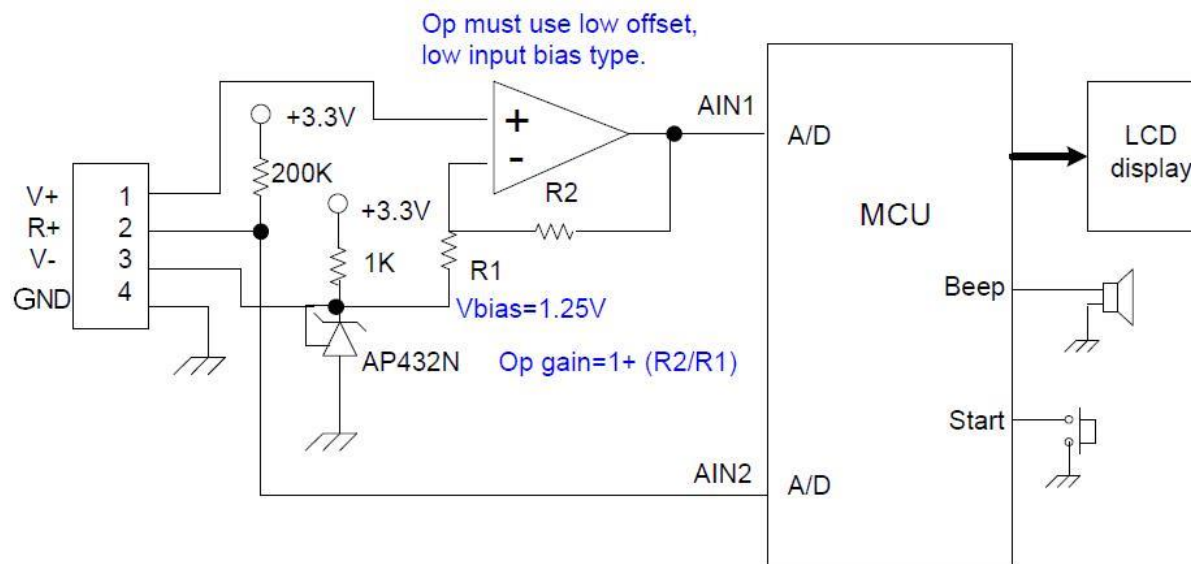 Op must use low offset,
low input bias type.
+3.3V
200K
V+ 1
R+ 2
V- 3
GND 4
+3.3V
1K
+
-
R2
R1
Vbias=1.25V
AP432N
Op gain=1+ (R2/R1)
AIN1
A/D
MCU
LCD
display
Beep
Start
AIN2
A/D